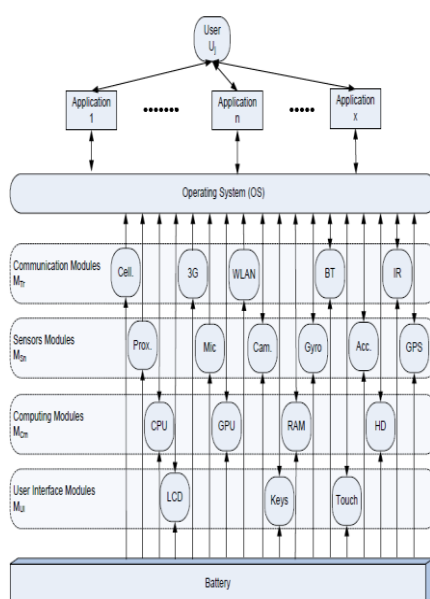 User
Uj
Application
1
Application
n
Application
x
Operating System (OS)
Communication Modules
MTr
Cell.
3G
WLAN
BT
IR
Sensors Modules
MSn
Prox.
Mic
Cam.
Gyro
Acc.
GPS
Computing Modules
MCm
CPU
GPU
RAM
HD
User Interface Modules
MUI
LCD
Keys
Touch
Battery